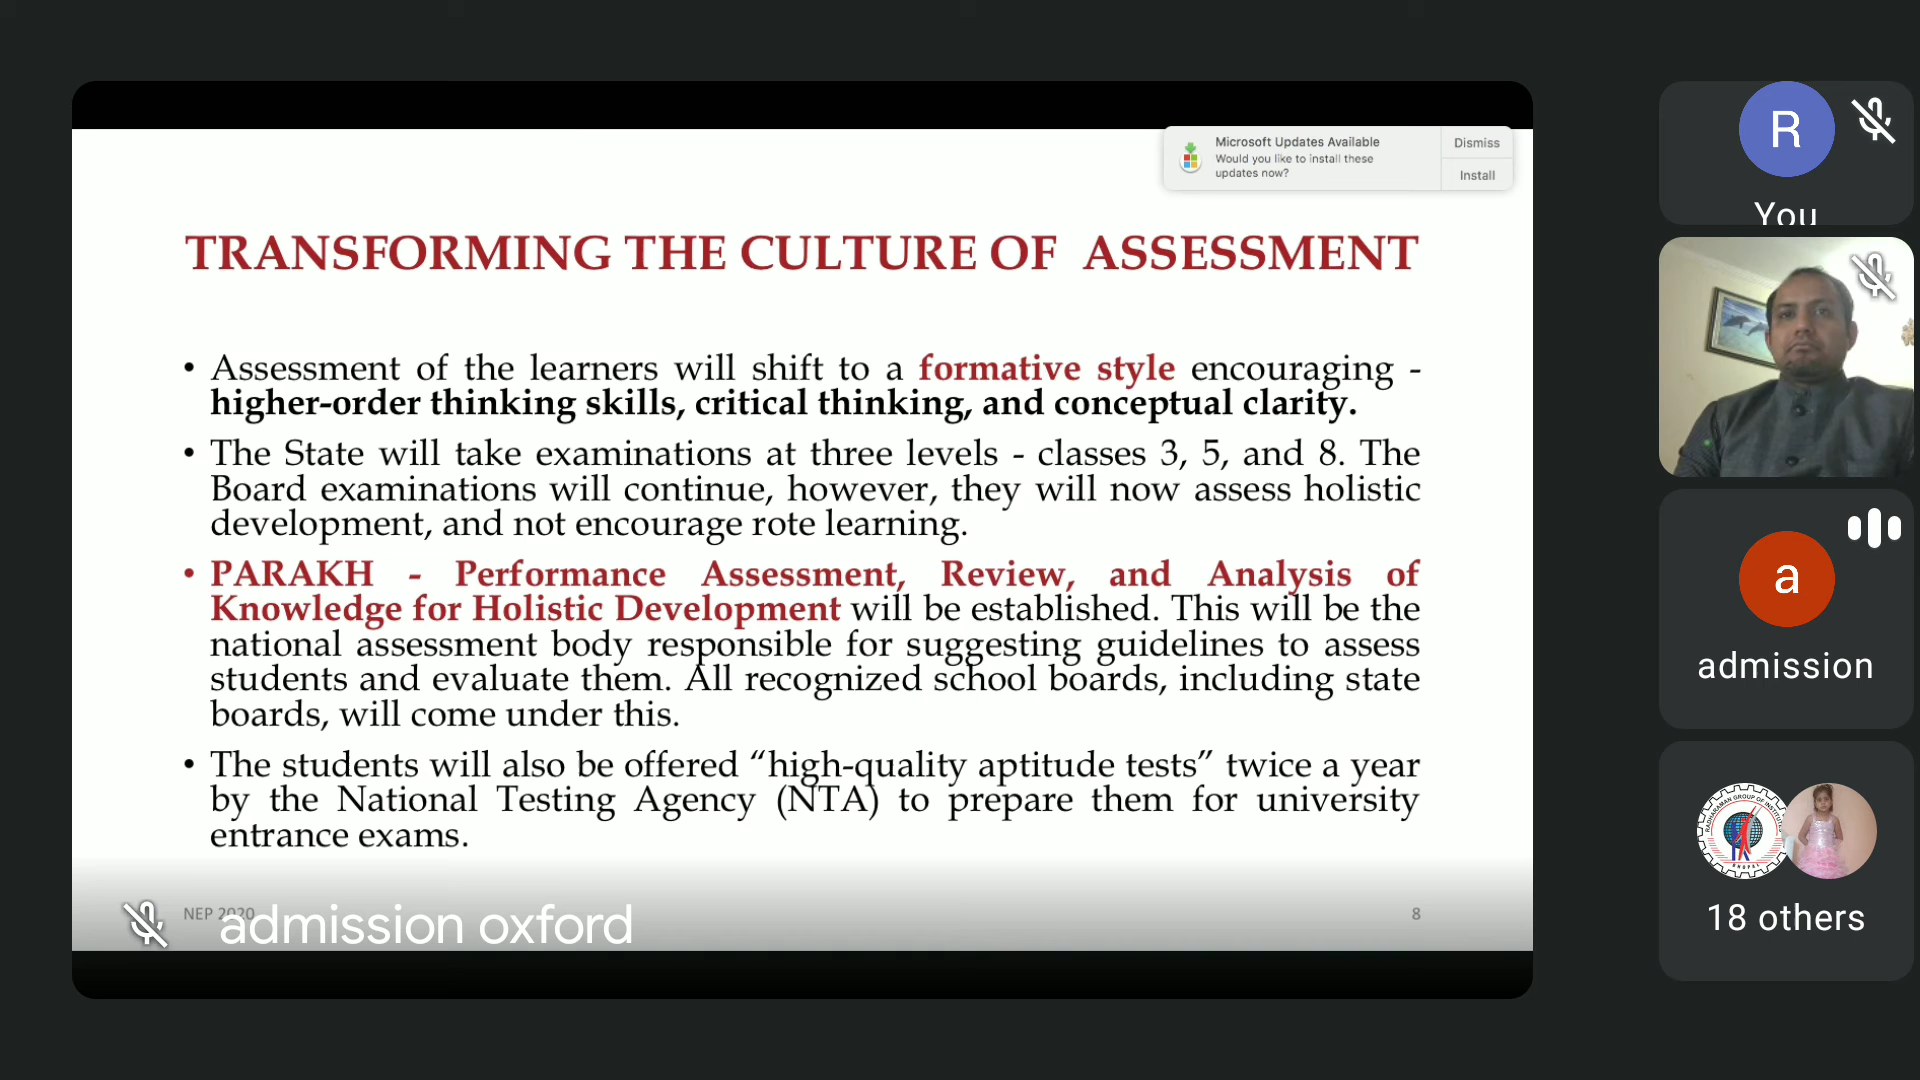 Microsoft Updates Available
Would you like to install these
updates now?
Dismiss
Install
TRANSFORMING THE CULTURE OF ASSESSMENT
• Assessment of the learners will shift to a formative style encouraging -
higher-order thinking skills, critical thinking, and conceptual clarity.
• The State will take examinations at three levels - classes 3, 5, and 8. The
Board examinations will continue, however, they will now assess holistic
development, and not encourage rote learning.
• PARAKH - Performance Assessment, Review, and Analysis of
Knowledge for Holistic Development will be established. This will be the
national assessment body responsible for suggesting guidelines to assess
students and evaluate them. All recognized school boards, including state
boards, will come under this.
• The students will also be offered “high-quality aptitude tests” twice a year
by the National Testing Agency (NTA) to prepare them for university
entrance exams.
NEP 2020
8
admission oxford
R
You
a
admission
RADHARAMAN GROUP OF INSTITUTES
BHOPAL
18 others